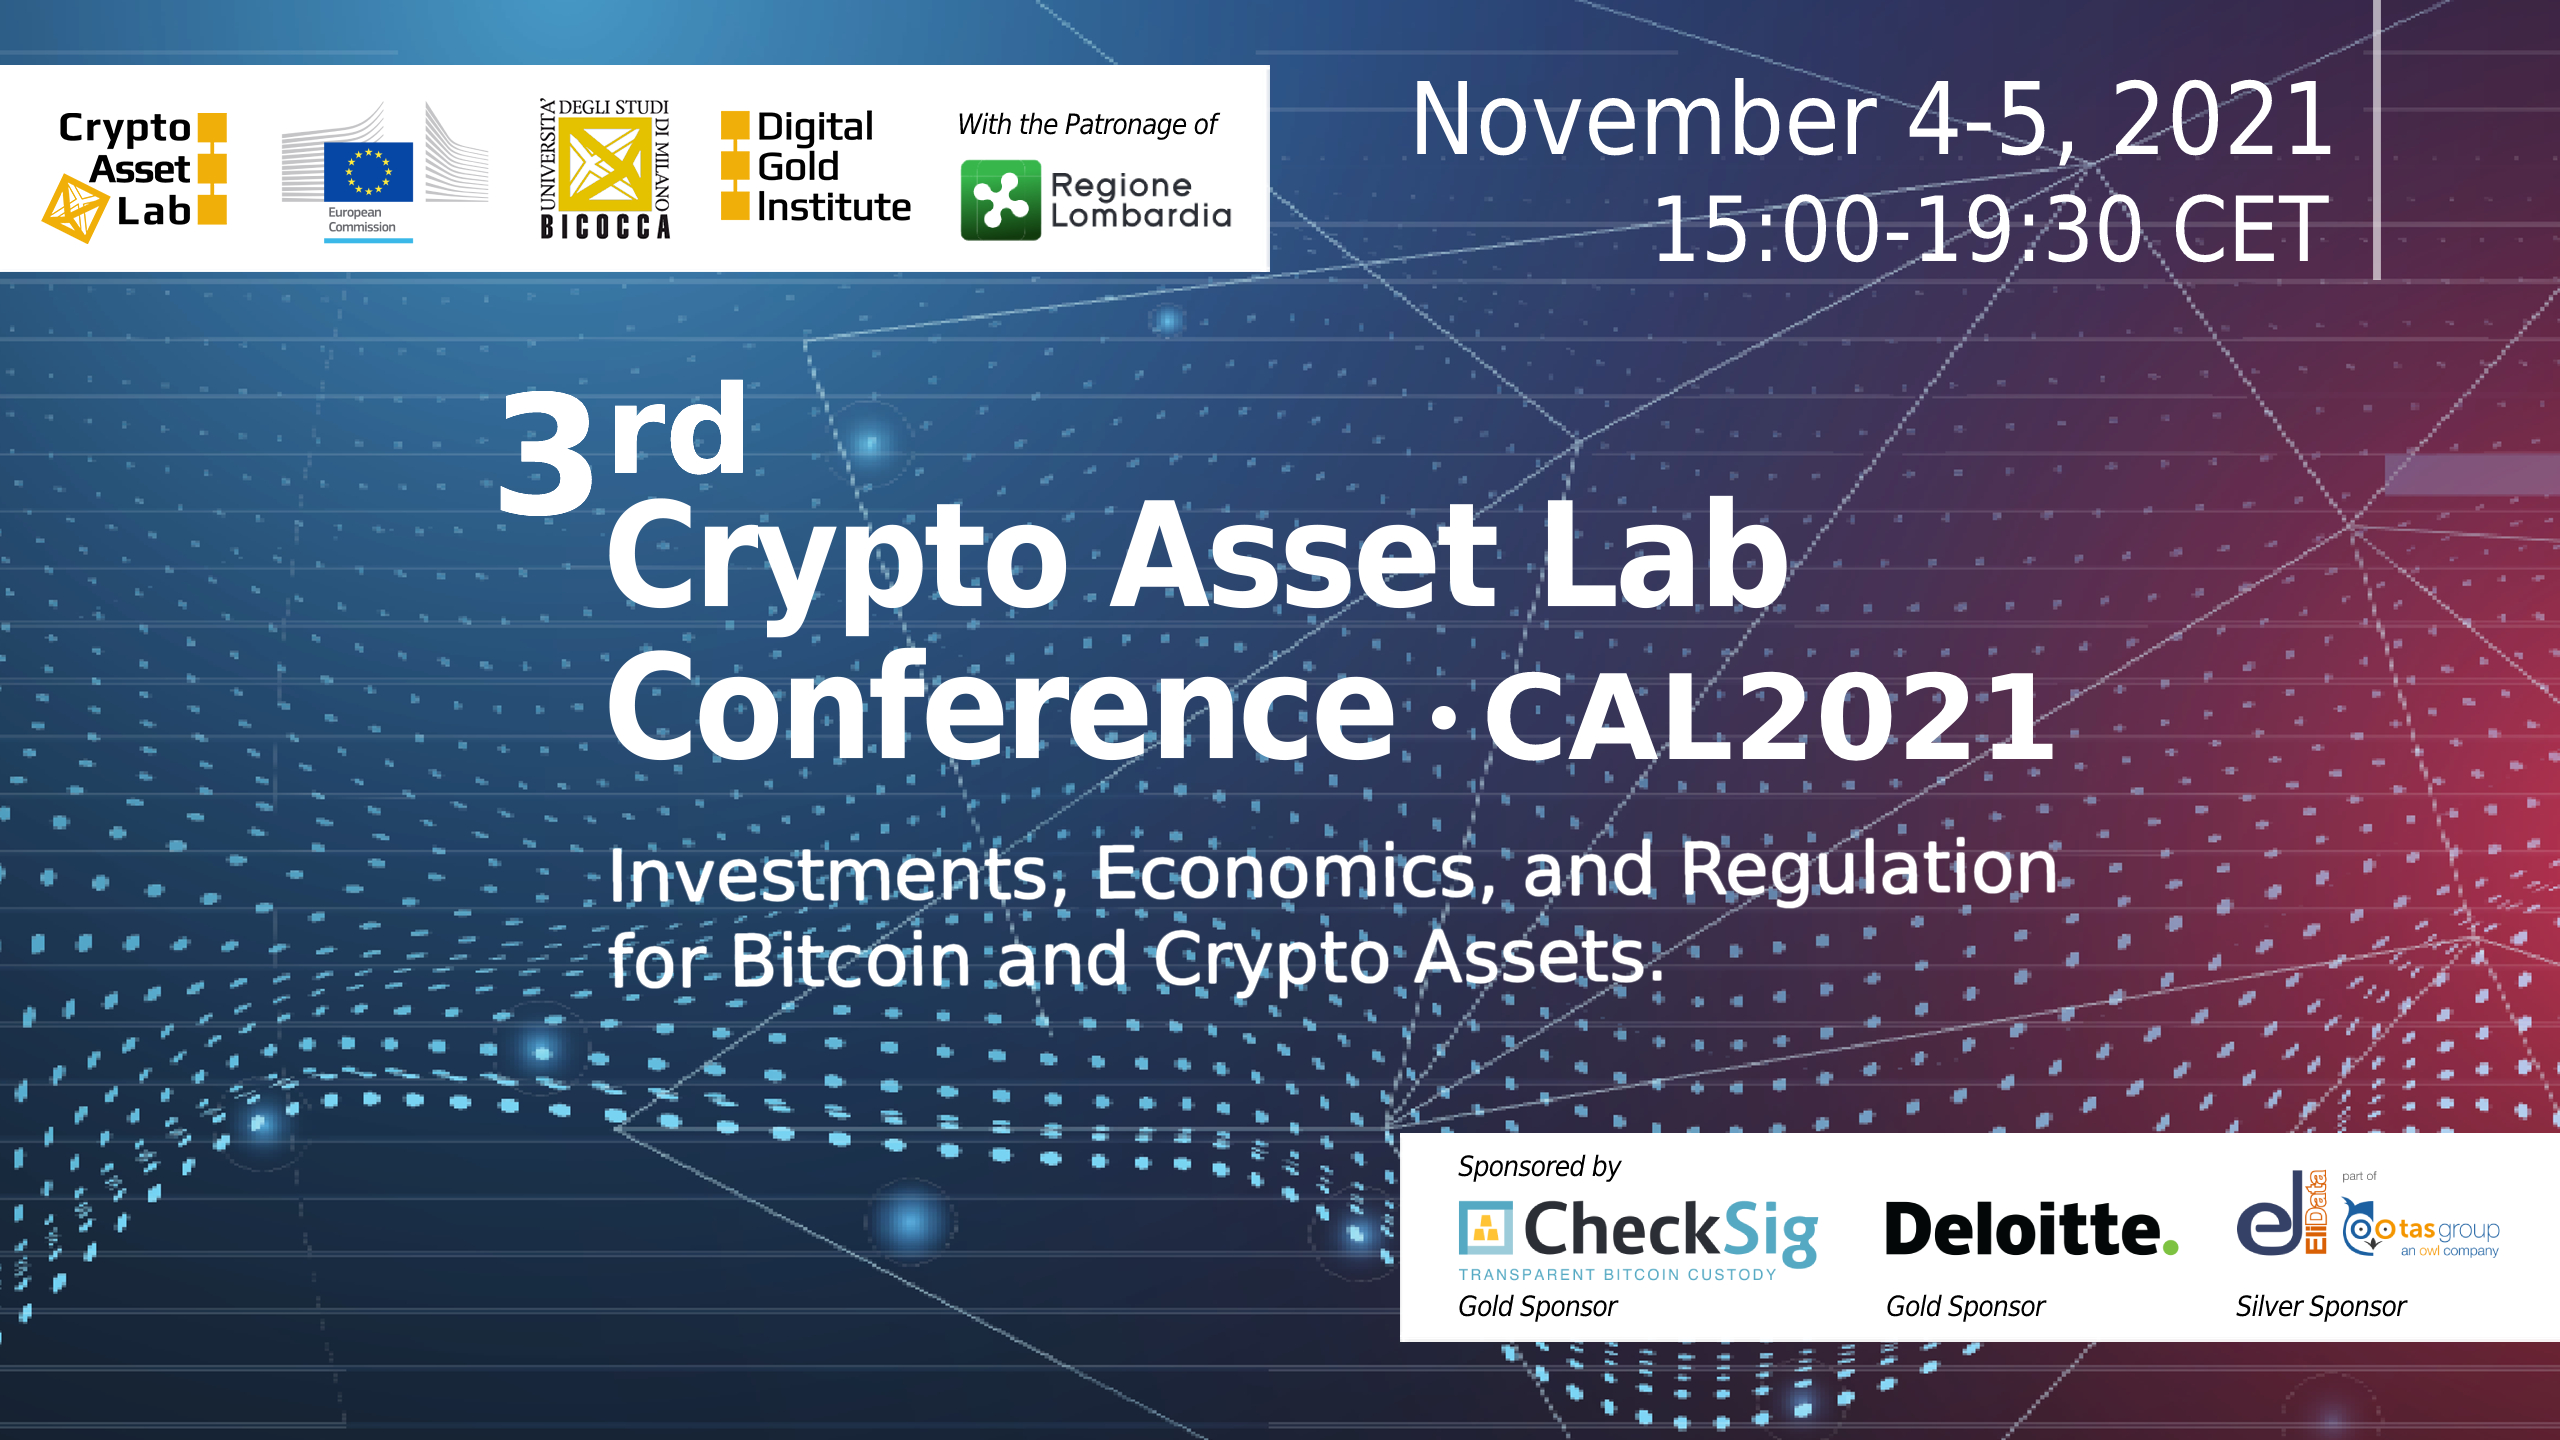 Crypto
Asset
Lab
European
Commission
UNIVERSITA'
DEGLI STUDI
DI MILANO
BICOCCA
Digital
Gold
Institute
With the Patronage of
Regione
Lombardia
November 4-5, 2021
15:00-19:30 CET
3rd
Crypto Asset Lab
Conference · CAL2021
Investments, Economics, and Regulation
for Bitcoin and Crypto Assets.
Sponsored by
CheckSig
TRANSPARENT BITCOIN CUSTODY
Gold Sponsor
Deloitte.
Gold Sponsor
EliData
part of
tasgroup
an owl company
Silver Sponsor